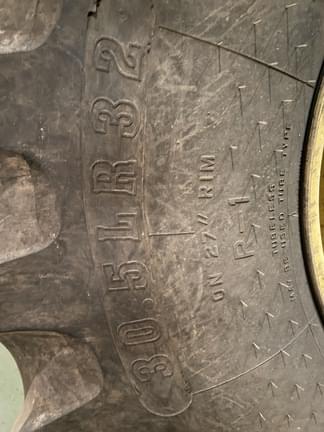 30.5LR32
ON 27" RIM
R-1
TUBELESS
MAY BE USED TUBE TYPE